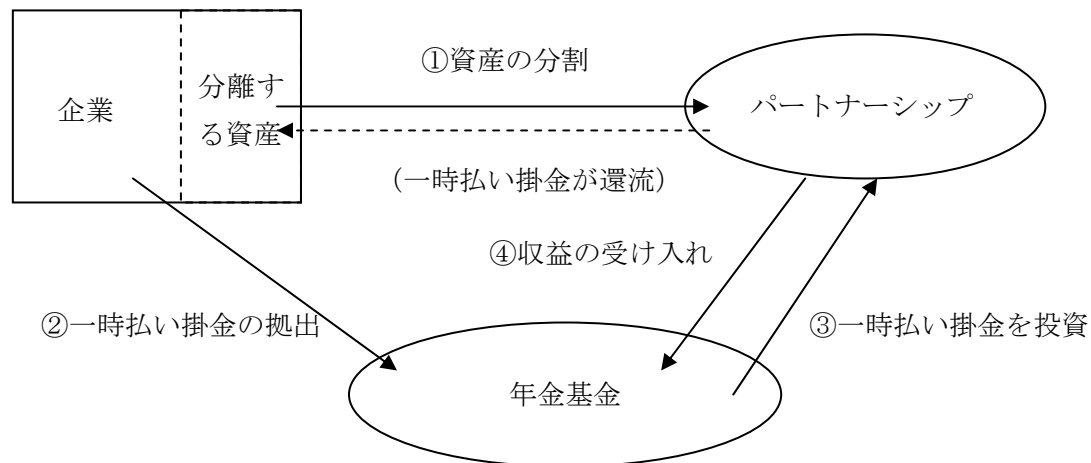 ①資産の分割
企業
分離す
る資産
パートナーシップ
(一時払い掛金が還流)
④収益の受け入れ
②一時払い掛金の拠出
③一時払い掛金を投資
年金基金